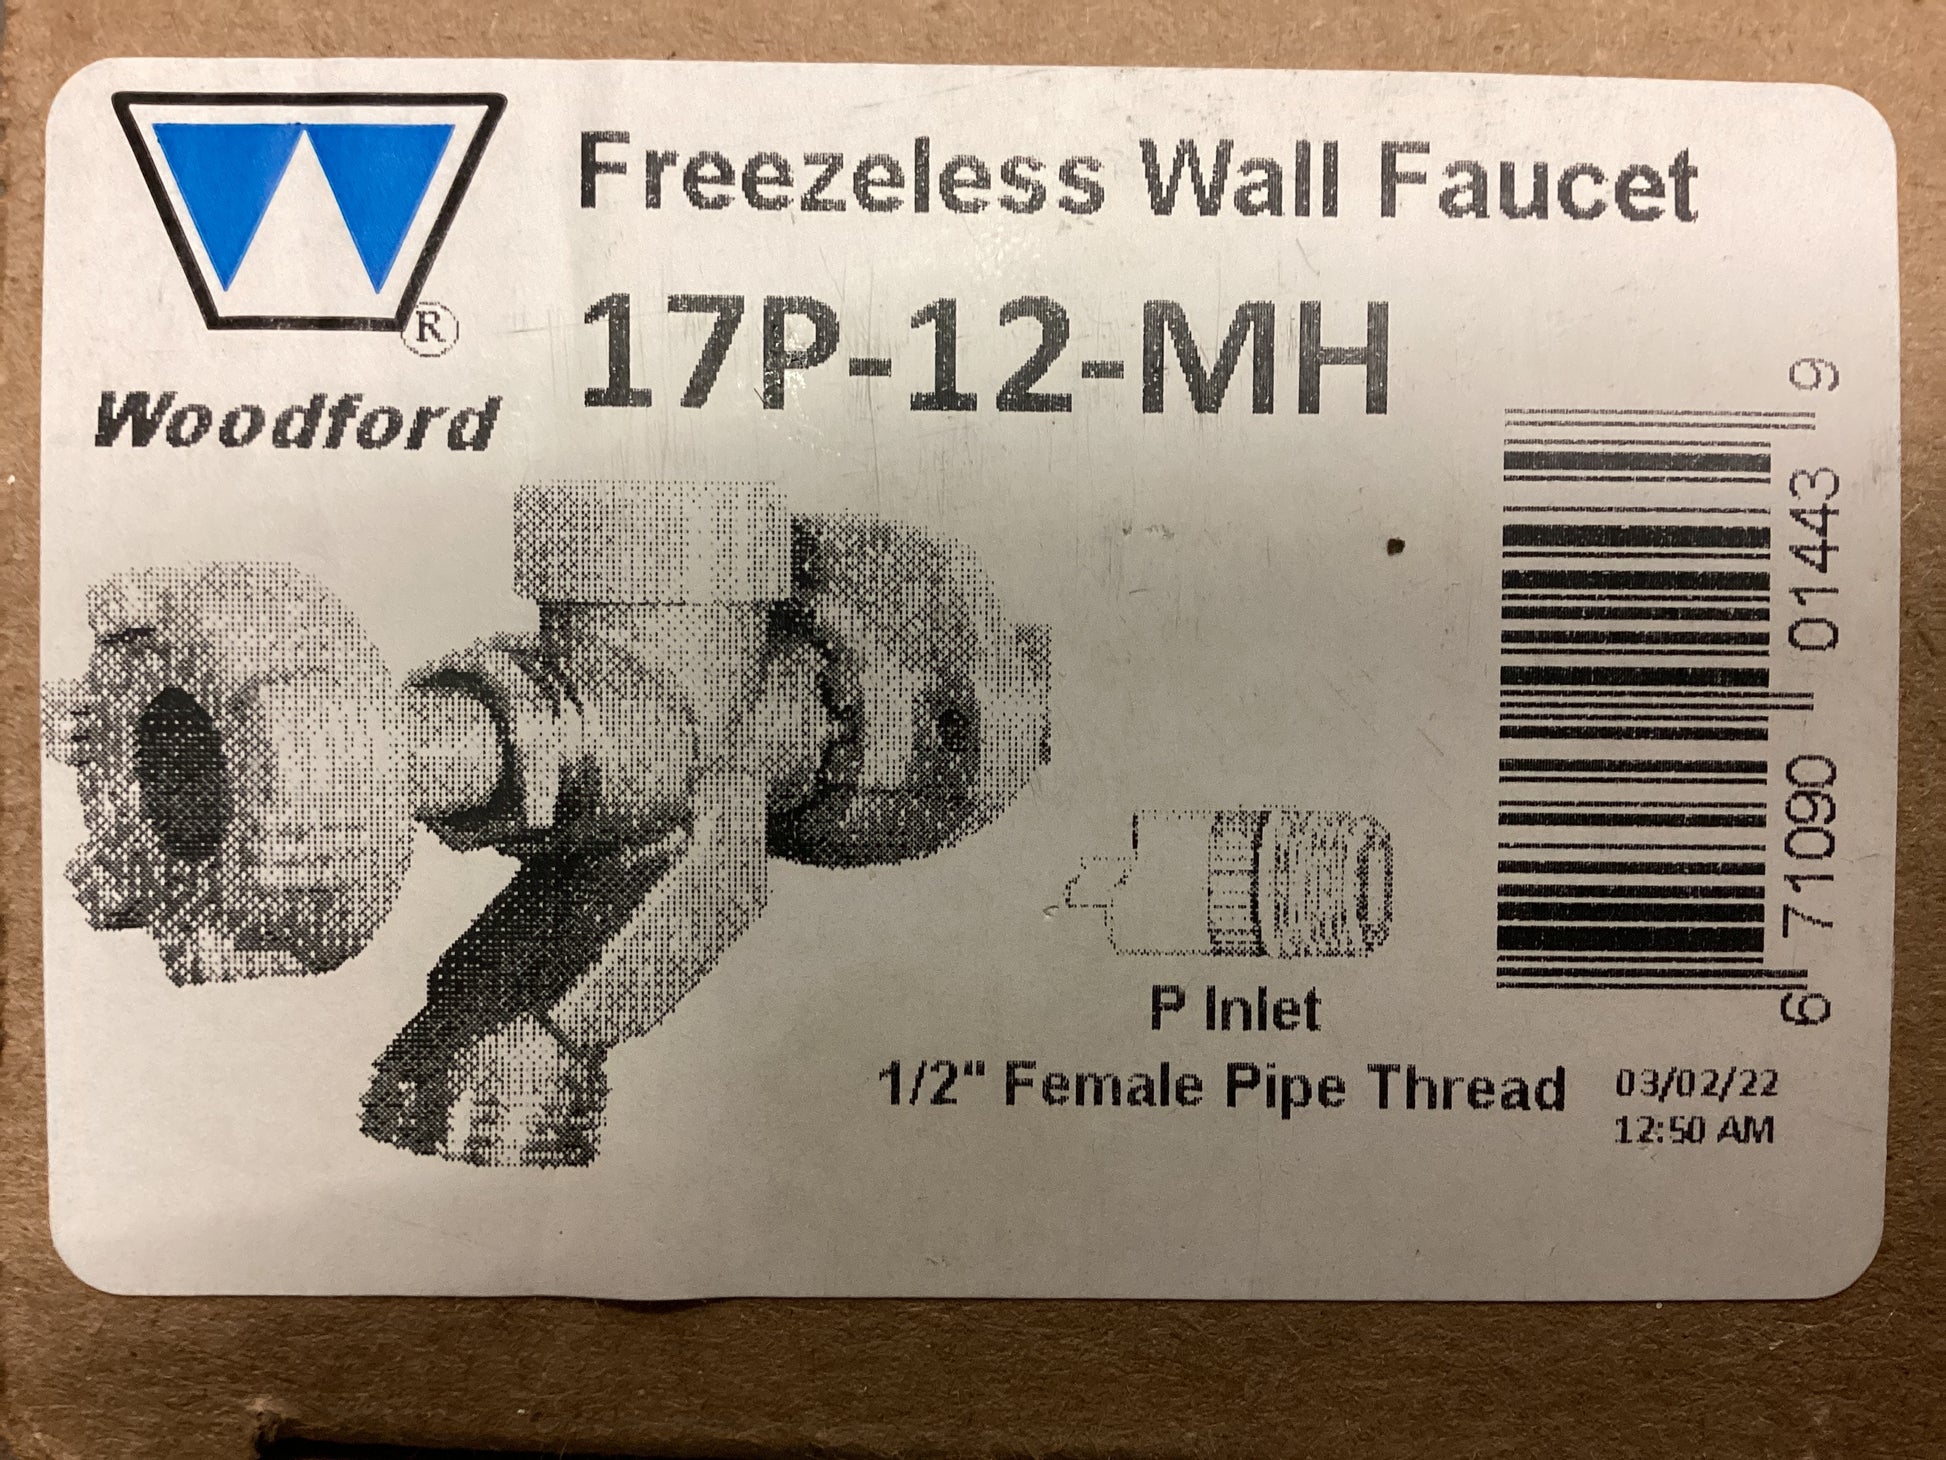 Freezeless Wall Faucet
17P-12-MH
®
Woodford
P Inlet
1/2" Female Pipe Thread
03/02/22
12:50 AM
6 71090 01443 9